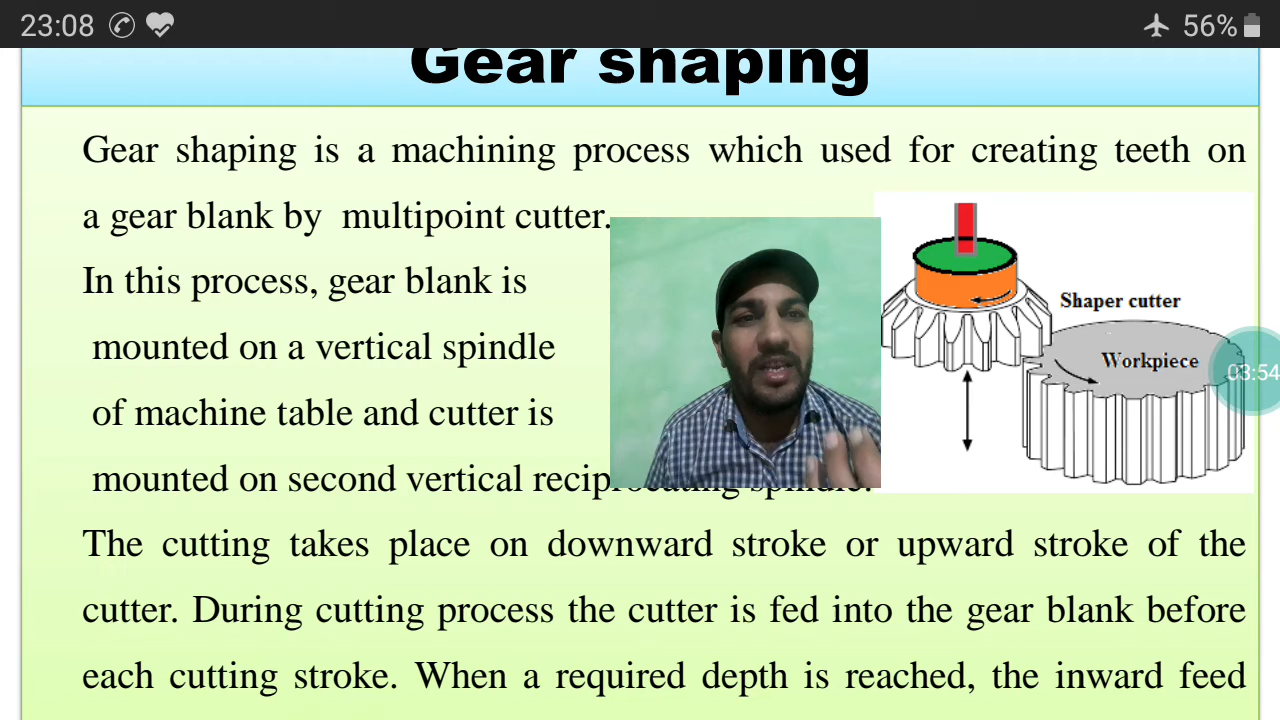 23:08
56%
Gear shaping
Gear shaping is a machining process which used for creating teeth on
a gear blank by multipoint cutter.
In this process, gear blank is
mounted on a vertical spindle
of machine table and cutter is
mounted on second vertical reciprocating spindle.
Shaper cutter
Workpiece
03:54
The cutting takes place on downward stroke or upward stroke of the
cutter. During cutting process the cutter is fed into the gear blank before
each cutting stroke. When a required depth is reached, the inward feed